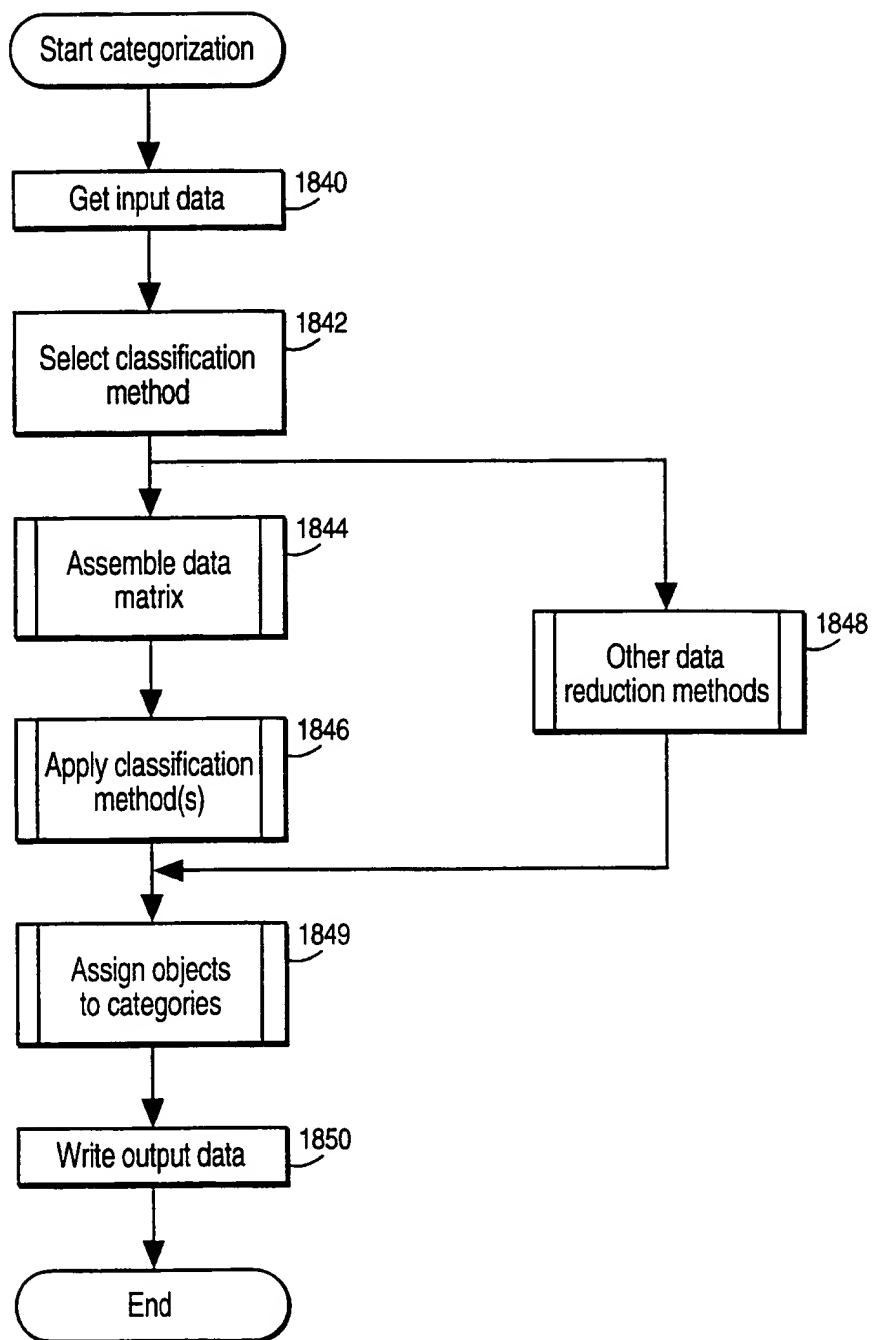 Start categorization
1840
Get input data
1842
Select classification
method
1844
Assemble data
matrix
1848
Other data
reduction methods
1846
Apply classification
method(s)
1849
Assign objects
to categories
1850
Write output data
End